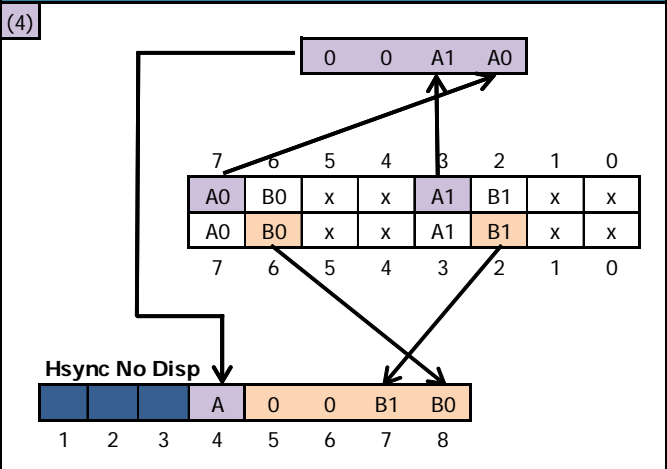 (4)
0 0 A1 A0
7 6 5 4 3 2 1 0
A0 B0 x x A1 B1 x x
A0 B0 x x A1 B1 x x
7 6 5 4 3 2 1 0
Hsync No Disp
A 0 0 B1 B0
1 2 3 4 5 6 7 8